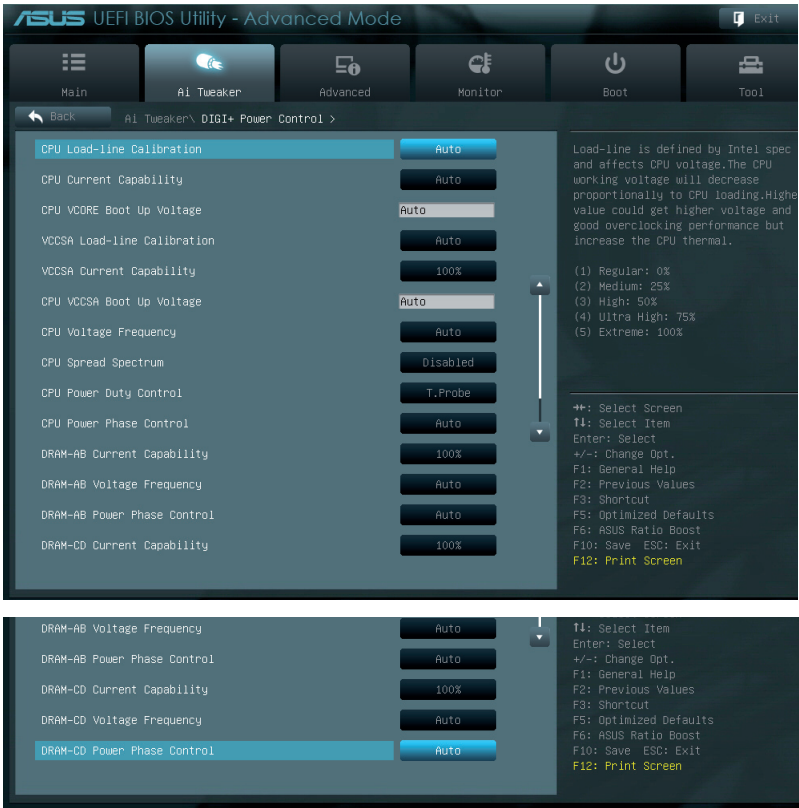 ASUS UEFI BIOS Utility - Advanced Mode
Exit
Main
Ai Tweaker
Advanced
Monitor
Boot
Tool
Back
Ai Tweaker\ DIGI+ Power Control >
CPU Load-line Calibration Auto
CPU Current Capability Auto
CPU VCORE Boot Up Voltage Auto
VCCSA Load-line Calibration Auto
VCCSA Current Capability 100%
CPU VCCSA Boot Up Voltage Auto
CPU Voltage Frequency Auto
CPU Spread Spectrum Disabled
CPU Power Duty Control T.Probe
CPU Power Phase Control Auto
DRAM-AB Current Capability 100%
DRAM-AB Voltage Frequency Auto
DRAM-AB Power Phase Control Auto
DRAM-CD Current Capability 100%
Load-line is defined by Intel spec
and affects CPU voltage.The CPU
working voltage will decrease
proportionally to CPU loading.Highe
value could get higher voltage and
good overclocking performance but
increase the CPU thermal.
(1) Regular: 0%
(2) Medium: 25%
(3) High: 50%
(4) Ultra High: 75%
(5) Extreme: 100%
→←: Select Screen
↑↓: Select Item
Enter: Select
+/-: Change Opt.
F1: General Help
F2: Previous Values
F3: Shortcut
F5: Optimized Defaults
F6: ASUS Ratio Boost
F10: Save ESC: Exit
F12: Print Screen
DRAM-AB Voltage Frequency Auto
DRAM-AB Power Phase Control Auto
DRAM-CD Current Capability 100%
DRAM-CD Voltage Frequency Auto
DRAM-CD Power Phase Control Auto
↑↓: Select Item
Enter: Select
+/-: Change Opt.
F1: General Help
F2: Previous Values
F3: Shortcut
F5: Optimized Defaults
F6: ASUS Ratio Boost
F10: Save ESC: Exit
F12: Print Screen